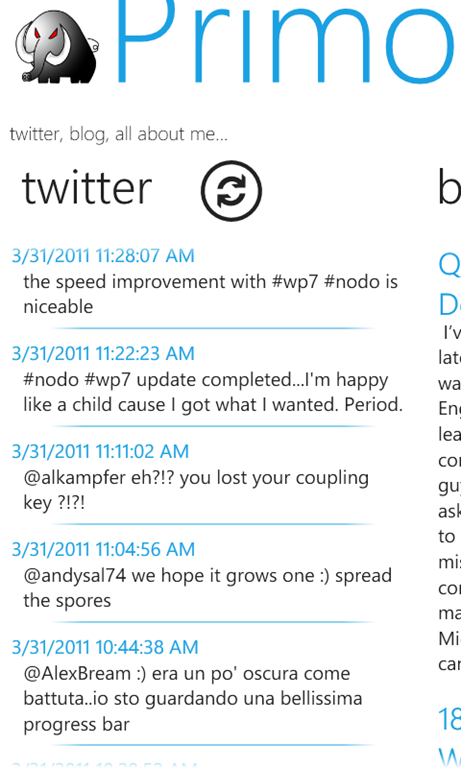 Primo
twitter, blog, all about me...
twitter
3/31/2011 11:28:07 AM
the speed improvement with #wp7 #nodo is
niceable
3/31/2011 11:22:23 AM
#nodo #wp7 update completed...I'm happy
like a child cause I got what I wanted. Period.
3/31/2011 11:11:02 AM
@alkampfer eh?!? you lost your coupling
key ?!?!
3/31/2011 11:04:56 AM
@andysal74 we hope it grows one :) spread
the spores
3/31/2011 10:44:38 AM
@AlexBream :) era un po' oscura come
battuta..io sto guardando una bellissima
progress bar
b
Q
D
I'v
late
wa
Eng
lea
co
guy
ask
to
mis
co
ma
Mi
car
18
W